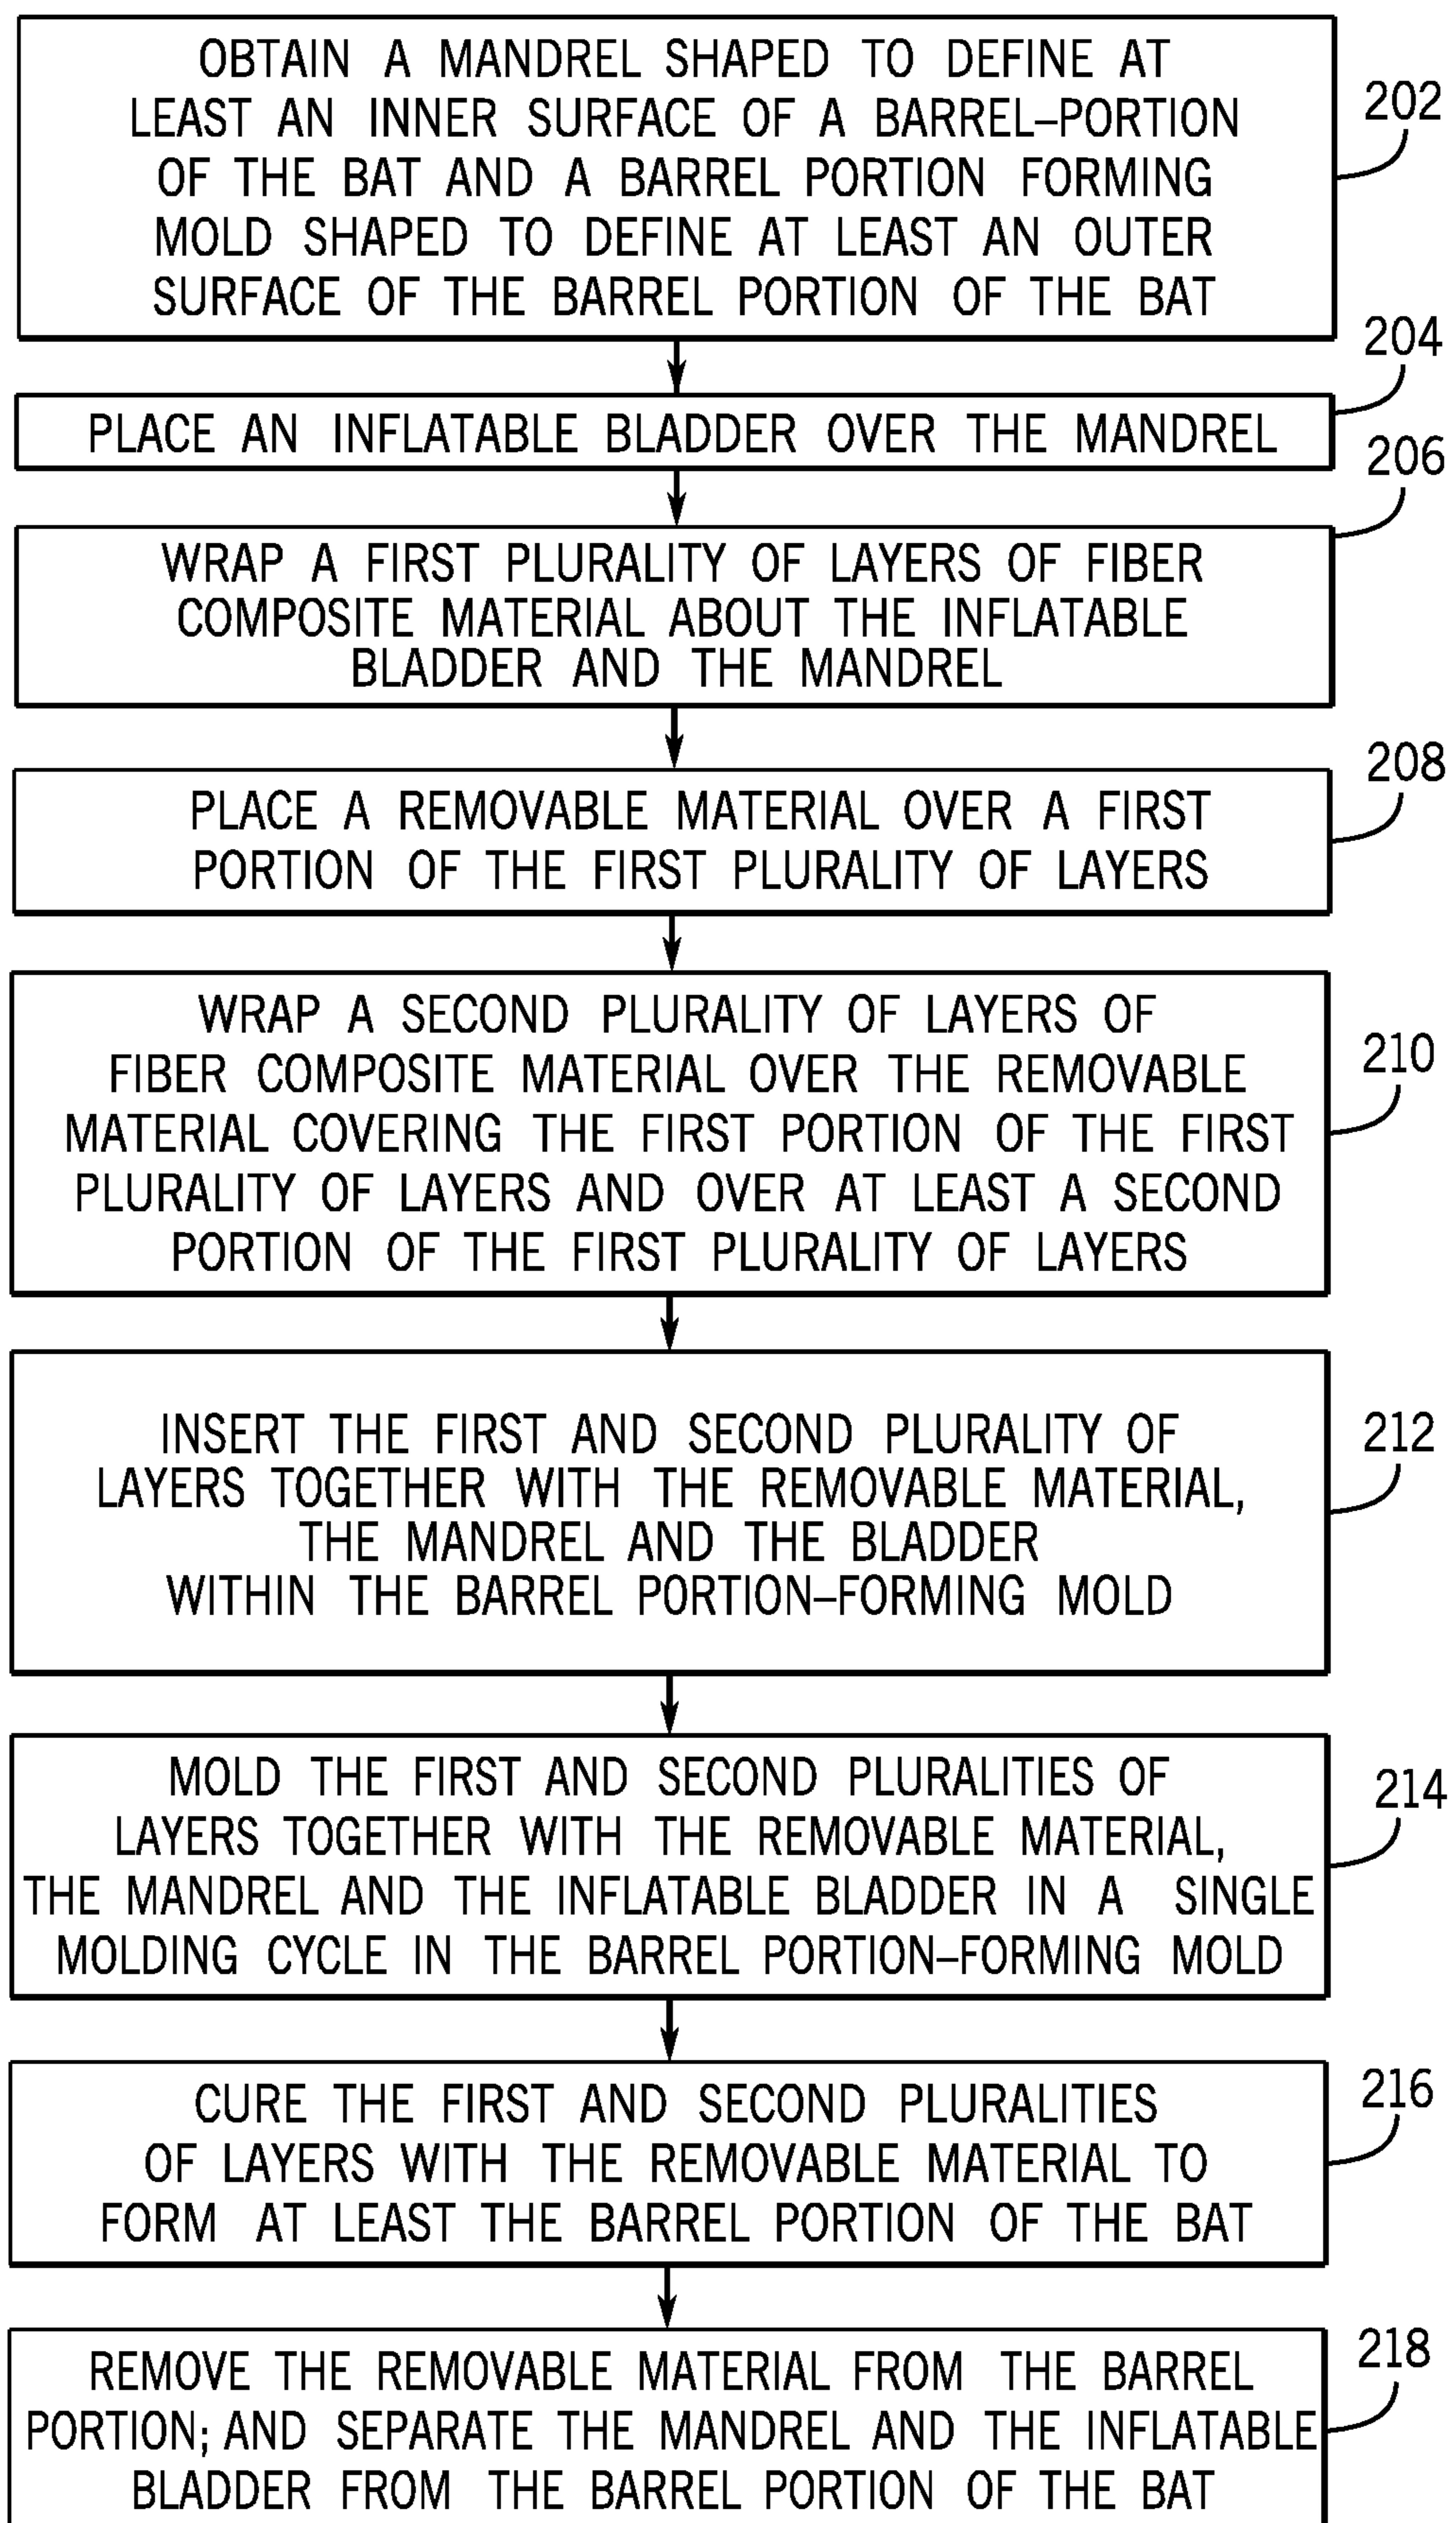 OBTAIN A MANDREL SHAPED TO DEFINE AT
LEAST AN INNER SURFACE OF A BARREL–PORTION
OF THE BAT AND A BARREL PORTION FORMING
MOLD SHAPED TO DEFINE AT LEAST AN OUTER
SURFACE OF THE BARREL PORTION OF THE BAT
202
204
PLACE AN INFLATABLE BLADDER OVER THE MANDREL
206
WRAP A FIRST PLURALITY OF LAYERS OF FIBER
COMPOSITE MATERIAL ABOUT THE INFLATABLE
BLADDER AND THE MANDREL
208
PLACE A REMOVABLE MATERIAL OVER A FIRST
PORTION OF THE FIRST PLURALITY OF LAYERS
WRAP A SECOND PLURALITY OF LAYERS OF
FIBER COMPOSITE MATERIAL OVER THE REMOVABLE
MATERIAL COVERING THE FIRST PORTION OF THE FIRST
PLURALITY OF LAYERS AND OVER AT LEAST A SECOND
PORTION OF THE FIRST PLURALITY OF LAYERS
210
INSERT THE FIRST AND SECOND PLURALITY OF
LAYERS TOGETHER WITH THE REMOVABLE MATERIAL,
THE MANDREL AND THE BLADDER
WITHIN THE BARREL PORTION–FORMING MOLD
212
MOLD THE FIRST AND SECOND PLURALITIES OF
LAYERS TOGETHER WITH THE REMOVABLE MATERIAL,
THE MANDREL AND THE INFLATABLE BLADDER IN A SINGLE
MOLDING CYCLE IN THE BARREL PORTION–FORMING MOLD
214
CURE THE FIRST AND SECOND PLURALITIES
OF LAYERS WITH THE REMOVABLE MATERIAL TO
FORM AT LEAST THE BARREL PORTION OF THE BAT
216
REMOVE THE REMOVABLE MATERIAL FROM THE BARREL
PORTION; AND SEPARATE THE MANDREL AND THE INFLATABLE
BLADDER FROM THE BARREL PORTION OF THE BAT
218